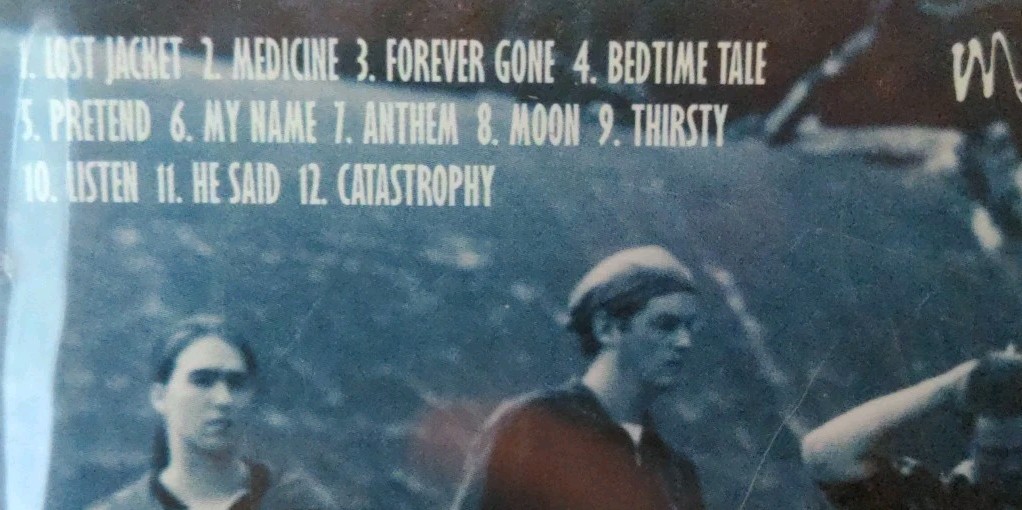 1. LOST JACKET 2. MEDICINE 3. FOREVER GONE 4. BEDTIME TALE
5. PRETEND 6. MY NAME 7. ANTHEM 8. MOON 9. THIRSTY
10. LISTEN 11. HE SAID 12. CATASTROPHY